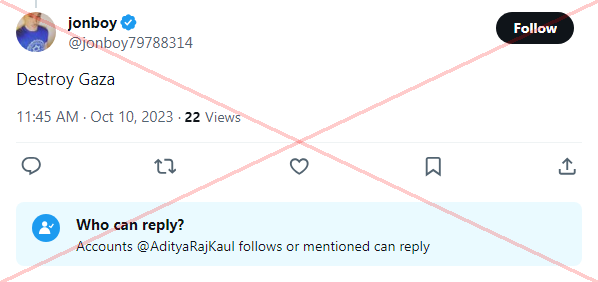 jonboy
@jonboy79788314
Follow
Destroy Gaza
11:45 AM · Oct 10, 2023 · 22 Views
Who can reply?
Accounts @AdityaRajKaul follows or mentioned can reply